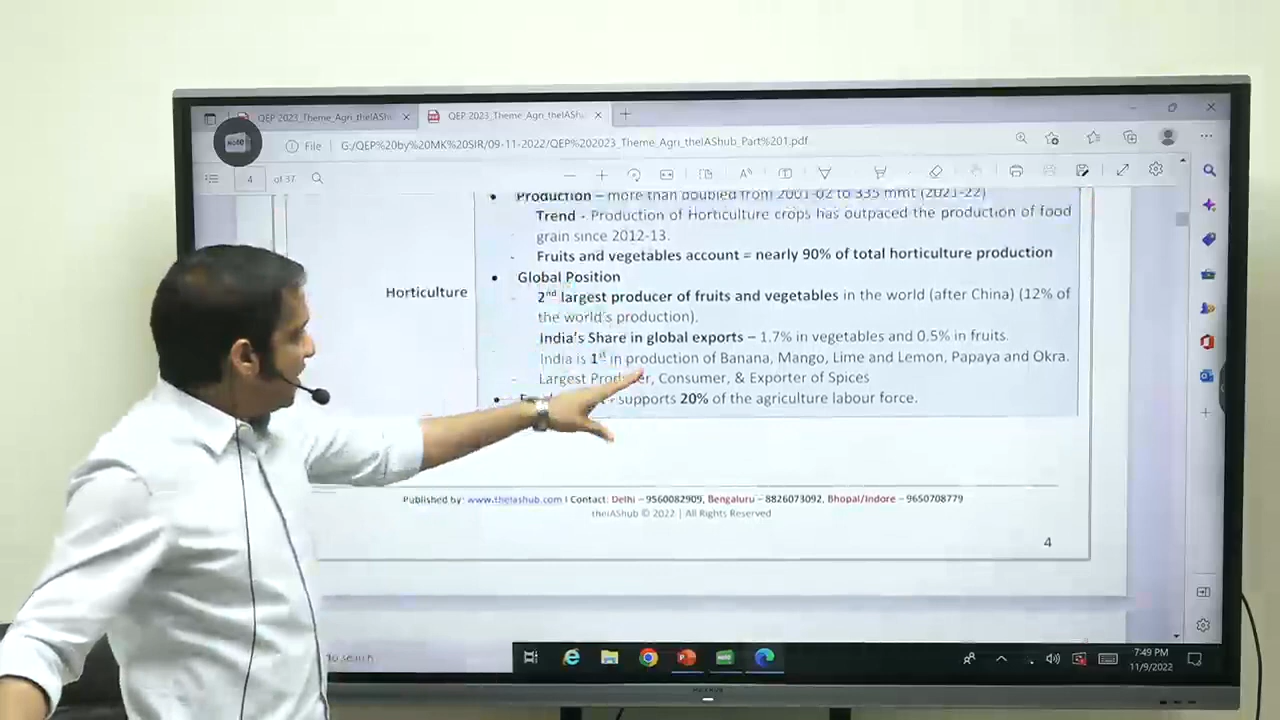 QEP 2023_Theme_Agri_theIASh
QEP 2023_Theme_Agri_theIASh
File
G:/QEP%20by%20MK%20SIR/09-11-2022/QEP%202023_Theme_Agri_theIAShub_Part%201.pdf
4 of 37
Production – more than doubled from 2001-02 to 335 mmt (2021-22)
Trend - Production of Horticulture crops has outpaced the production of food
grain since 2012-13.
Fruits and vegetables account = nearly 90% of total horticulture production
Global Position
Horticulture
2nd largest producer of fruits and vegetables in the world (after China) (12% of
the world's production).
India's Share in global exports – 1.7% in vegetables and 0.5% in fruits.
India is 1st in production of Banana, Mango, Lime and Lemon, Papaya and Okra.
Largest Producer, Consumer, & Exporter of Spices
supports 20% of the agriculture labour force.
Published by: www.theiashub.com I Contact: Delhi – 9560082909, Bengaluru – 8826073092, Bhopal/Indore – 9650708779
theIAShub © 2022 | All Rights Reserved
4
to search
7:49 PM
11/9/2022